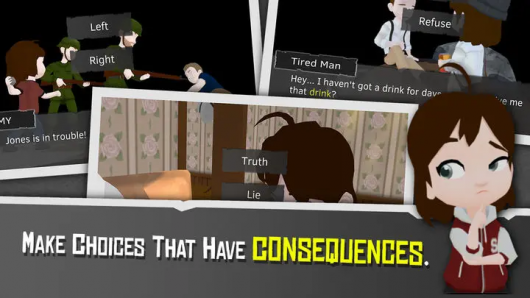 Left
Right
MY
Jones is in trouble!
Refuse
Tired Man
Hey... I haven't got a drink for
me
that drink?
Truth
Lie
MAKE CHOICES THAT HAVE CONSEQUENCES.
S